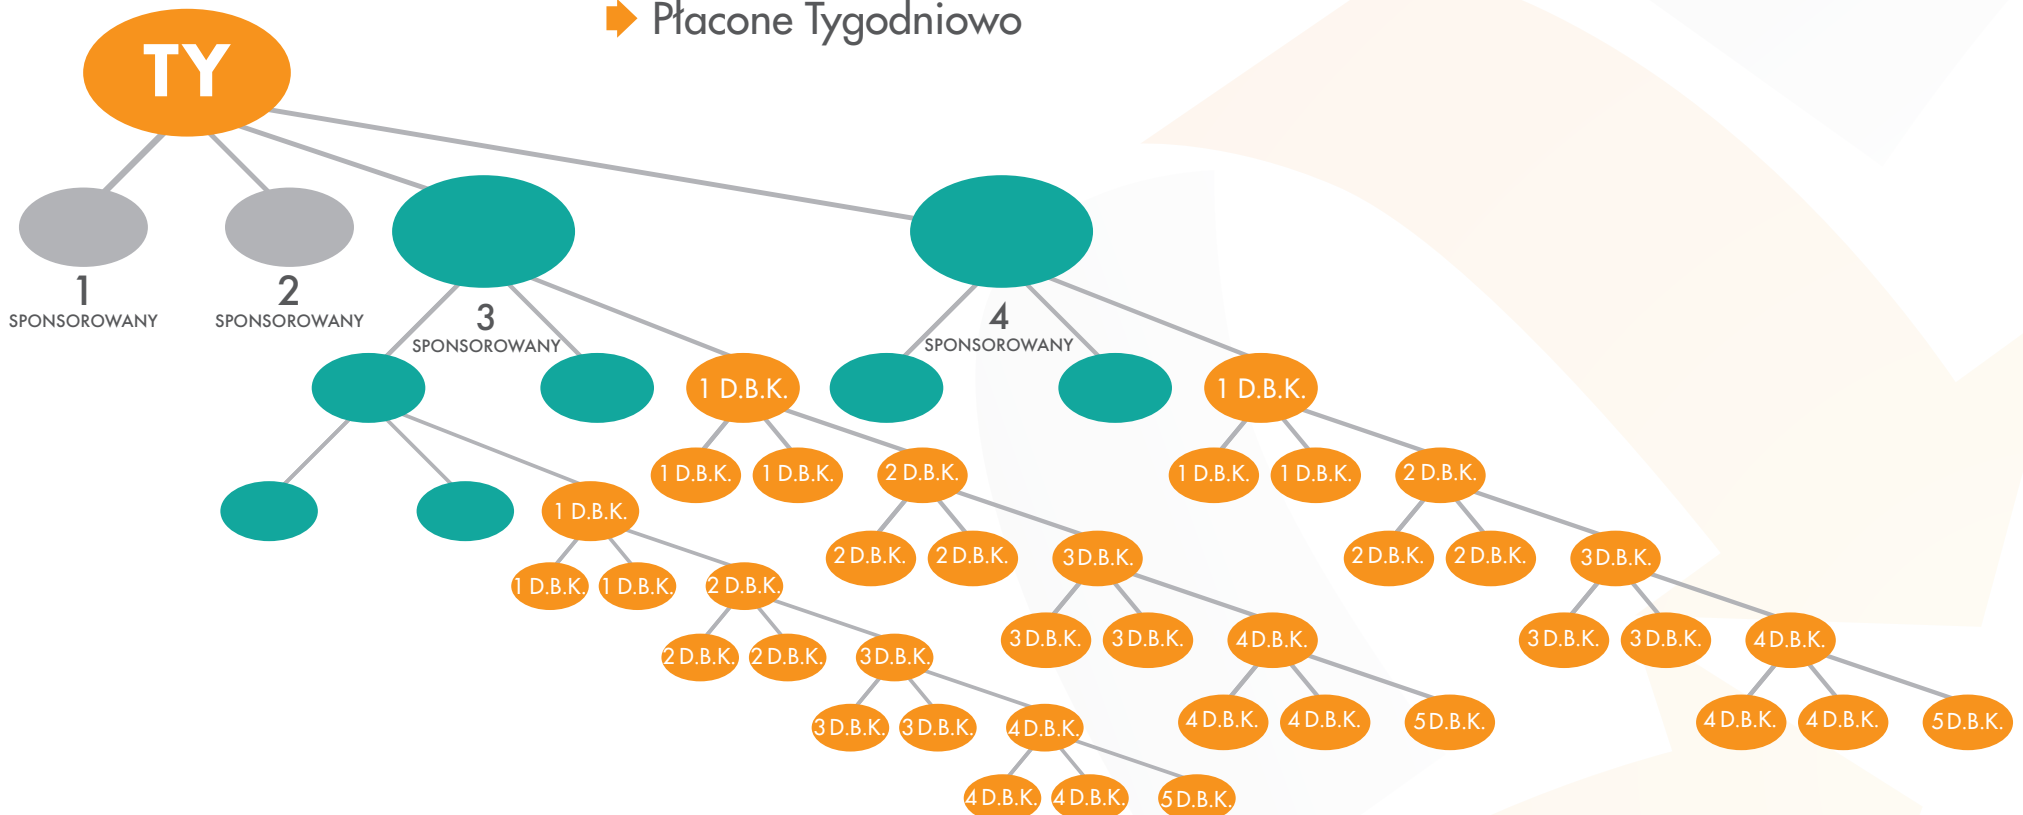 Płacone Tygodniowo
TY
1
SPONSOROWANY
2
SPONSOROWANY
3
SPONSOROWANY
4
SPONSOROWANY
1 D.B.K.
1 D.B.K.
1 D.B.K. 1 D.B.K. 2 D.B.K.
1 D.B.K. 1 D.B.K. 2 D.B.K.
1 D.B.K.
2 D.B.K. 2 D.B.K. 3 D.B.K.
2 D.B.K. 2 D.B.K. 3 D.B.K.
1 D.B.K. 1 D.B.K. 2 D.B.K.
3 D.B.K. 3 D.B.K. 4 D.B.K.
3 D.B.K. 3 D.B.K. 4 D.B.K.
2 D.B.K. 2 D.B.K. 3 D.B.K.
4 D.B.K. 4 D.B.K. 5 D.B.K.
4 D.B.K. 4 D.B.K. 5 D.B.K.
3 D.B.K. 3 D.B.K. 4 D.B.K.
4 D.B.K. 4 D.B.K. 5 D.B.K.